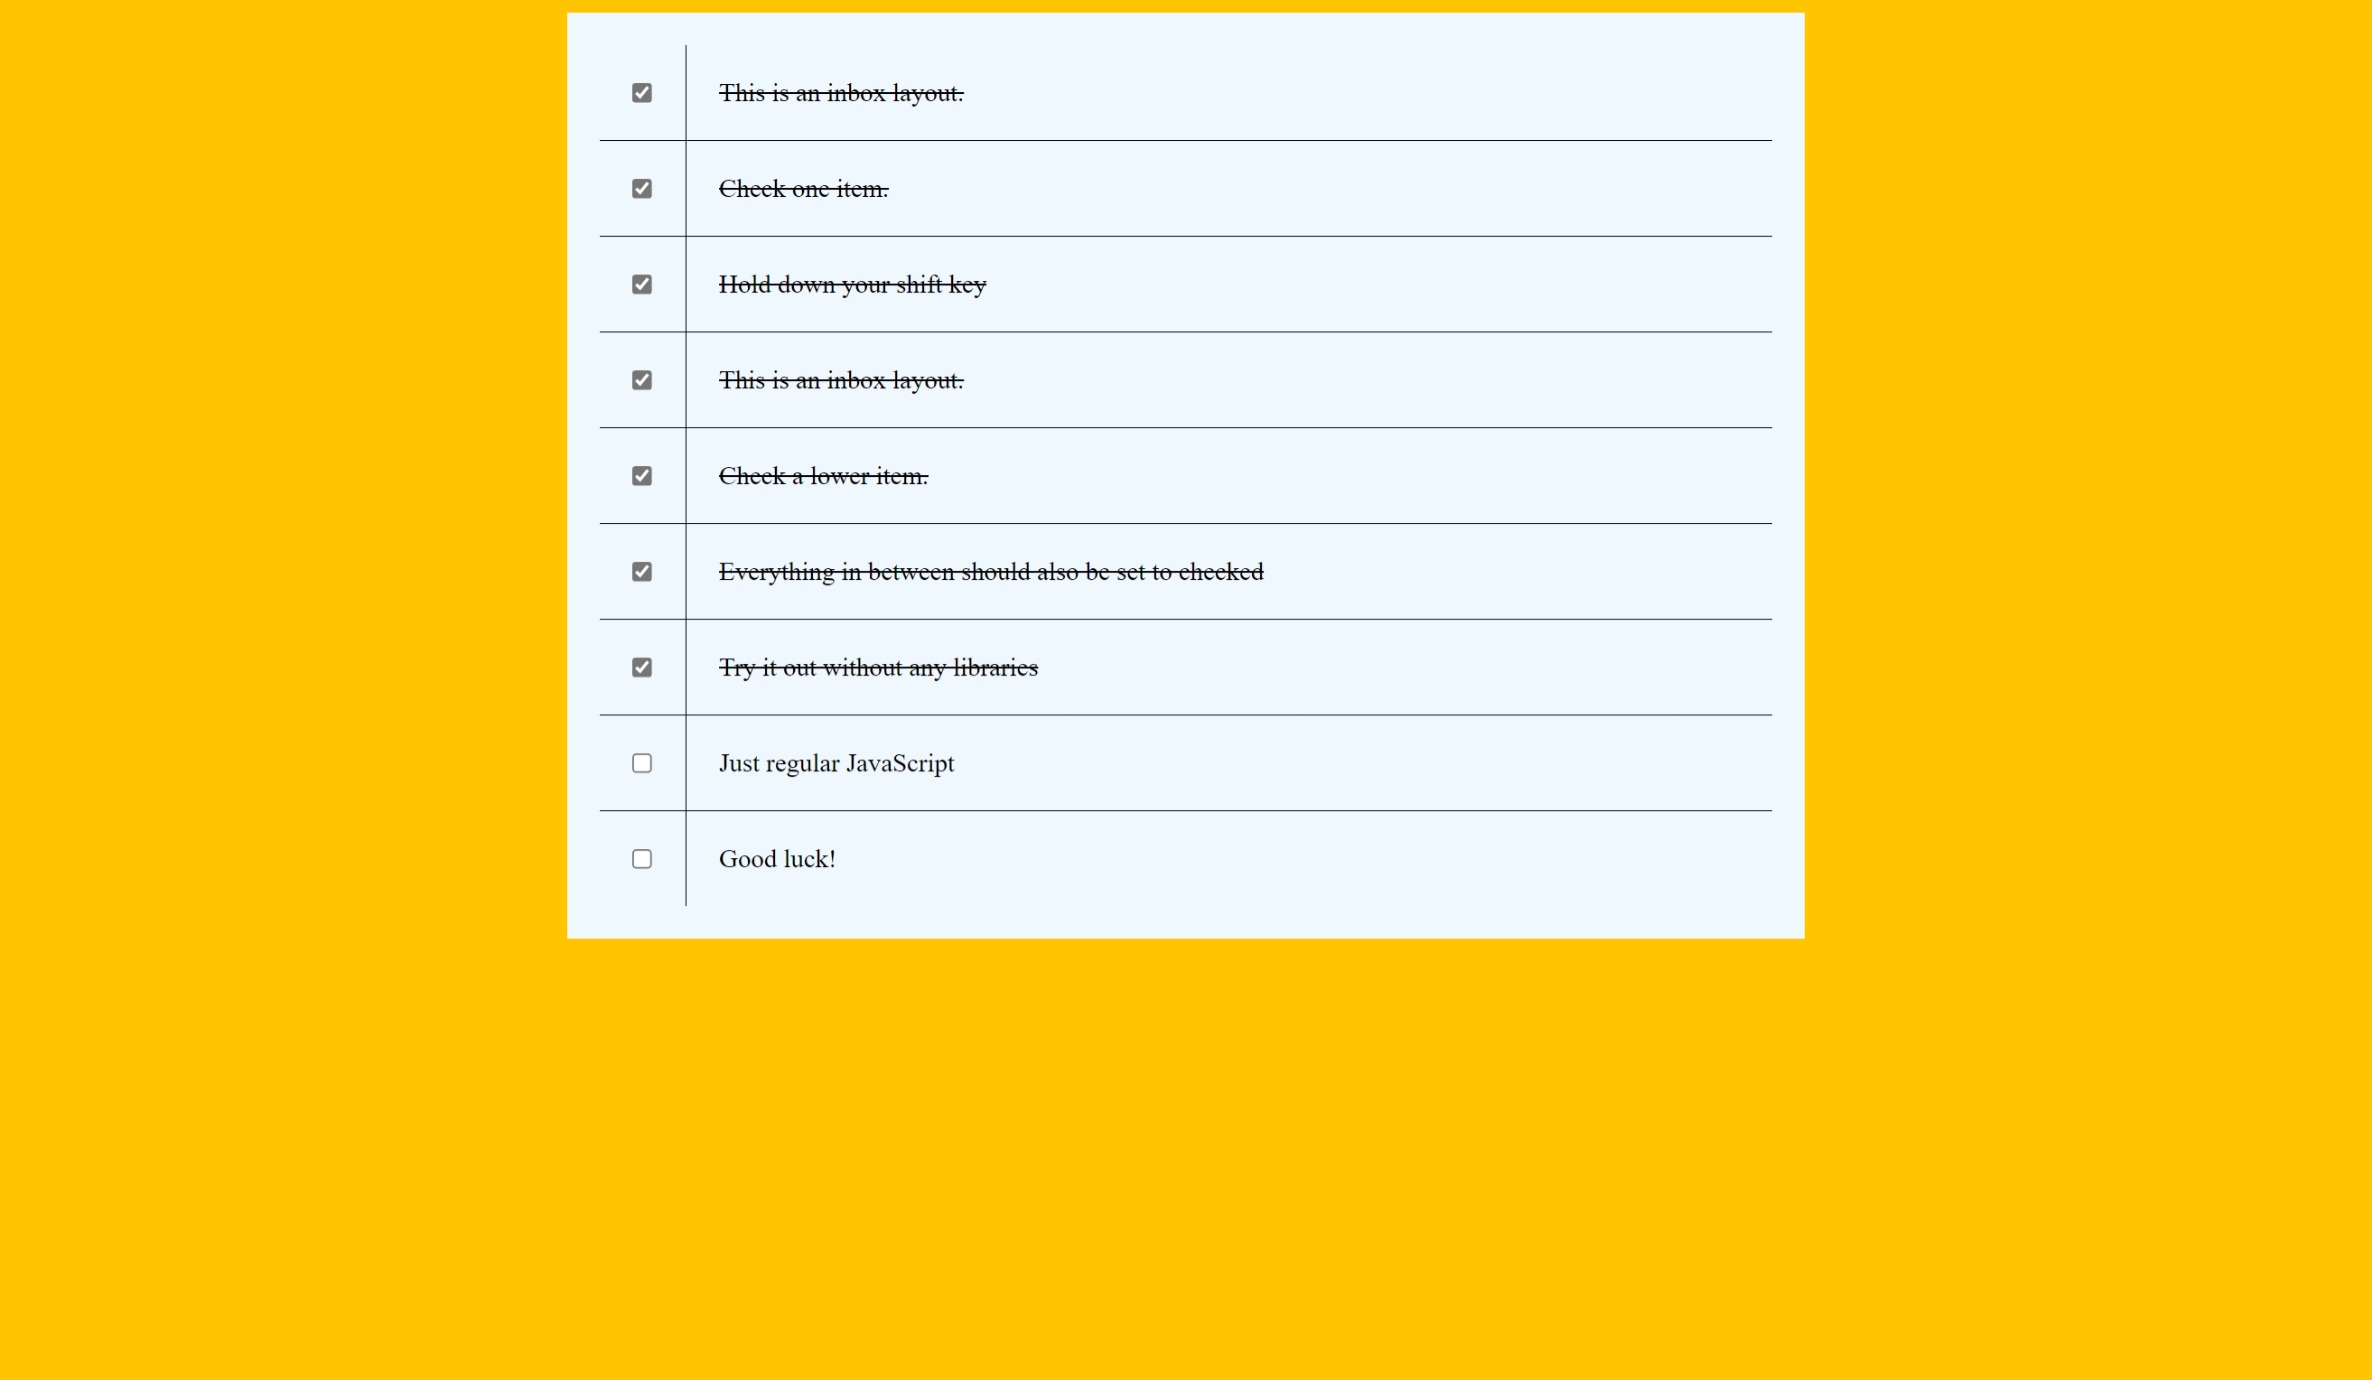 This is an inbox layout.
Check one item.
Hold down your shift key
This is an inbox layout.
Check a lower item.
Everything in between should also be set to checked
Try it out without any libraries
Just regular JavaScript
Good luck!